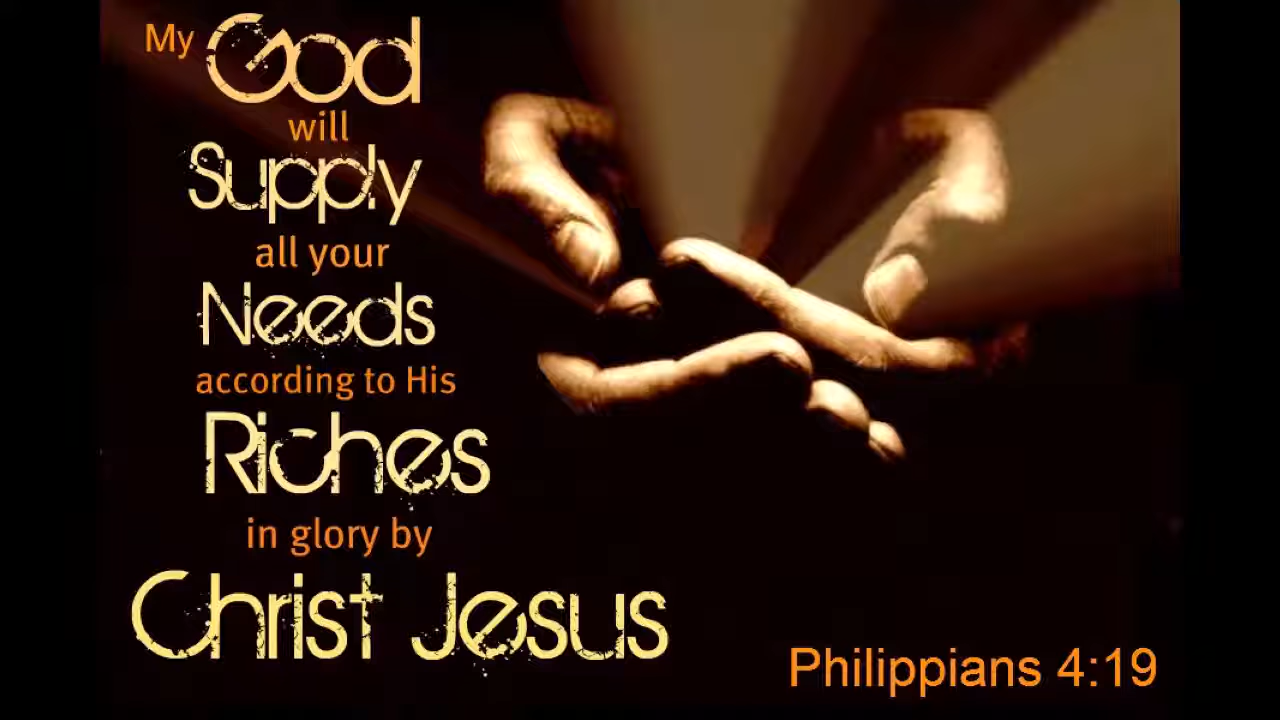 My God
will
Supply
all your
Needs
according to His
Riches
in glory by
Christ Jesus
Philippians 4:19